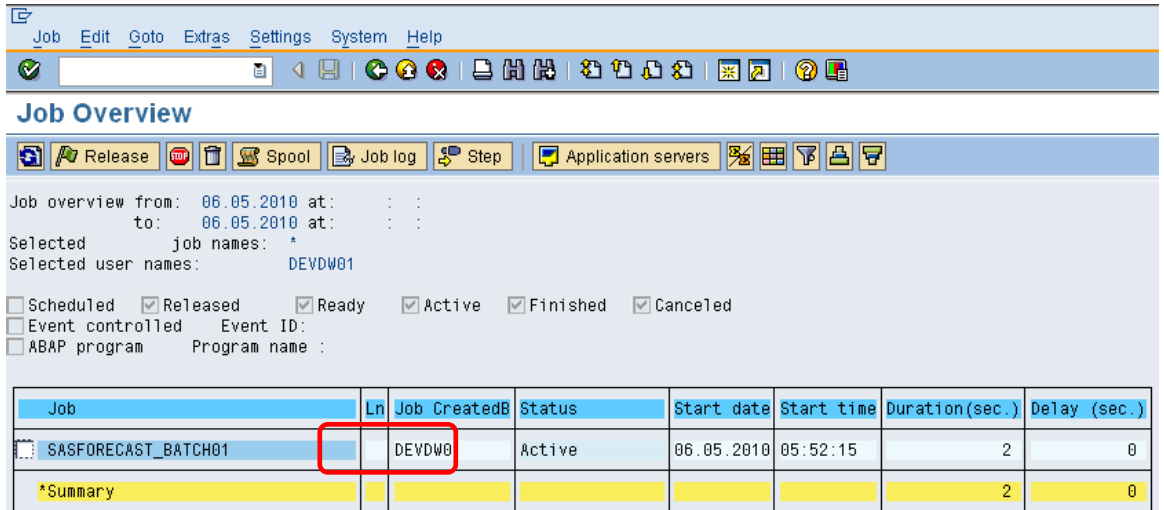 Job Edit Goto Extras Settings System Help
Job Overview
Release STOP Spool Job log Step Application servers
Job overview from: 06.05.2010 at: : :
to: 06.05.2010 at: : :
Selected job names: *
Selected user names: DEVDW01
Scheduled Released Ready Active Finished Canceled
Event controlled Event ID:
ABAP program Program name :
Job Ln Job CreatedB Status Start date Start time Duration(sec.) Delay (sec.)
SASFORECAST_BATCH01 DEVDW0 Active 06.05.2010 05:52:15 2 0
*Summary 2 0